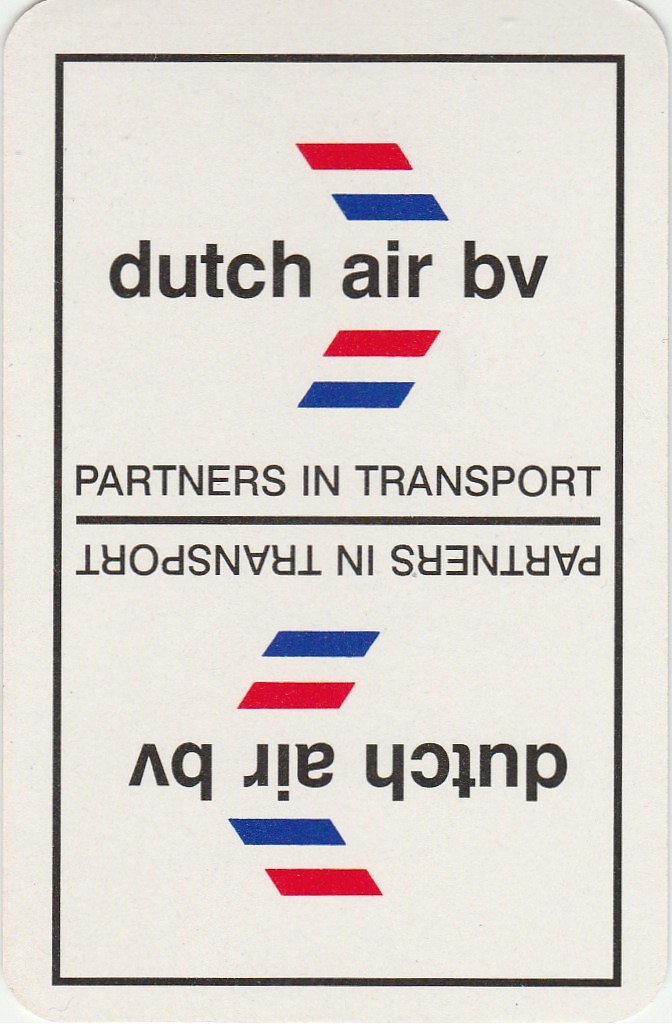 dutch air bv
PARTNERS IN TRANSPORT
PARTNERS IN TRANSPORT
dutch air bv